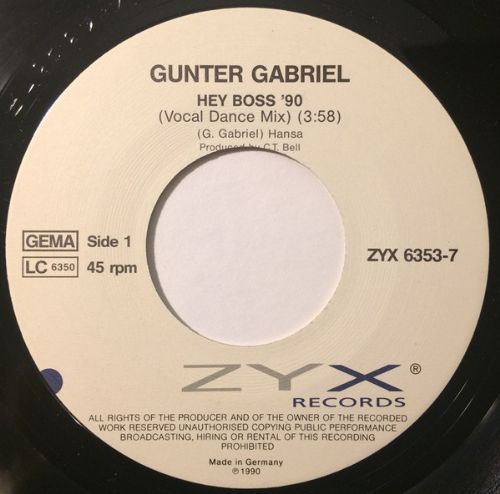 GUNTER GABRIEL
HEY BOSS '90
(Vocal Dance Mix) (3:58)
(G. Gabriel) Hansa
Produced by C.T. Bell
GEMA Side 1
LC 6350 45 rpm
ZYX 6353-7
ZYX ®
RECORDS
ALL RIGHTS OF THE PRODUCER AND OF THE OWNER OF THE RECORDED
WORK RESERVED UNAUTHORISED COPYING PUBLIC PERFORMANCE
BROADCASTING, HIRING OR RENTAL OF THIS RECORDING
PROHIBITED
Made in Germany
℗1990